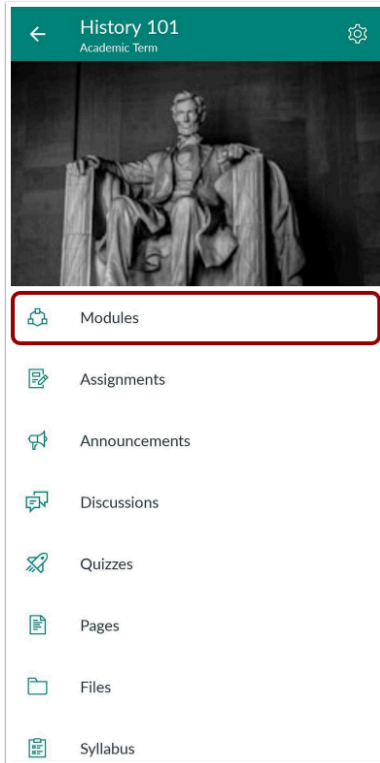 History 101
Academic Term
Modules
Assignments
Announcements
Discussions
Quizzes
Pages
Files
Syllabus